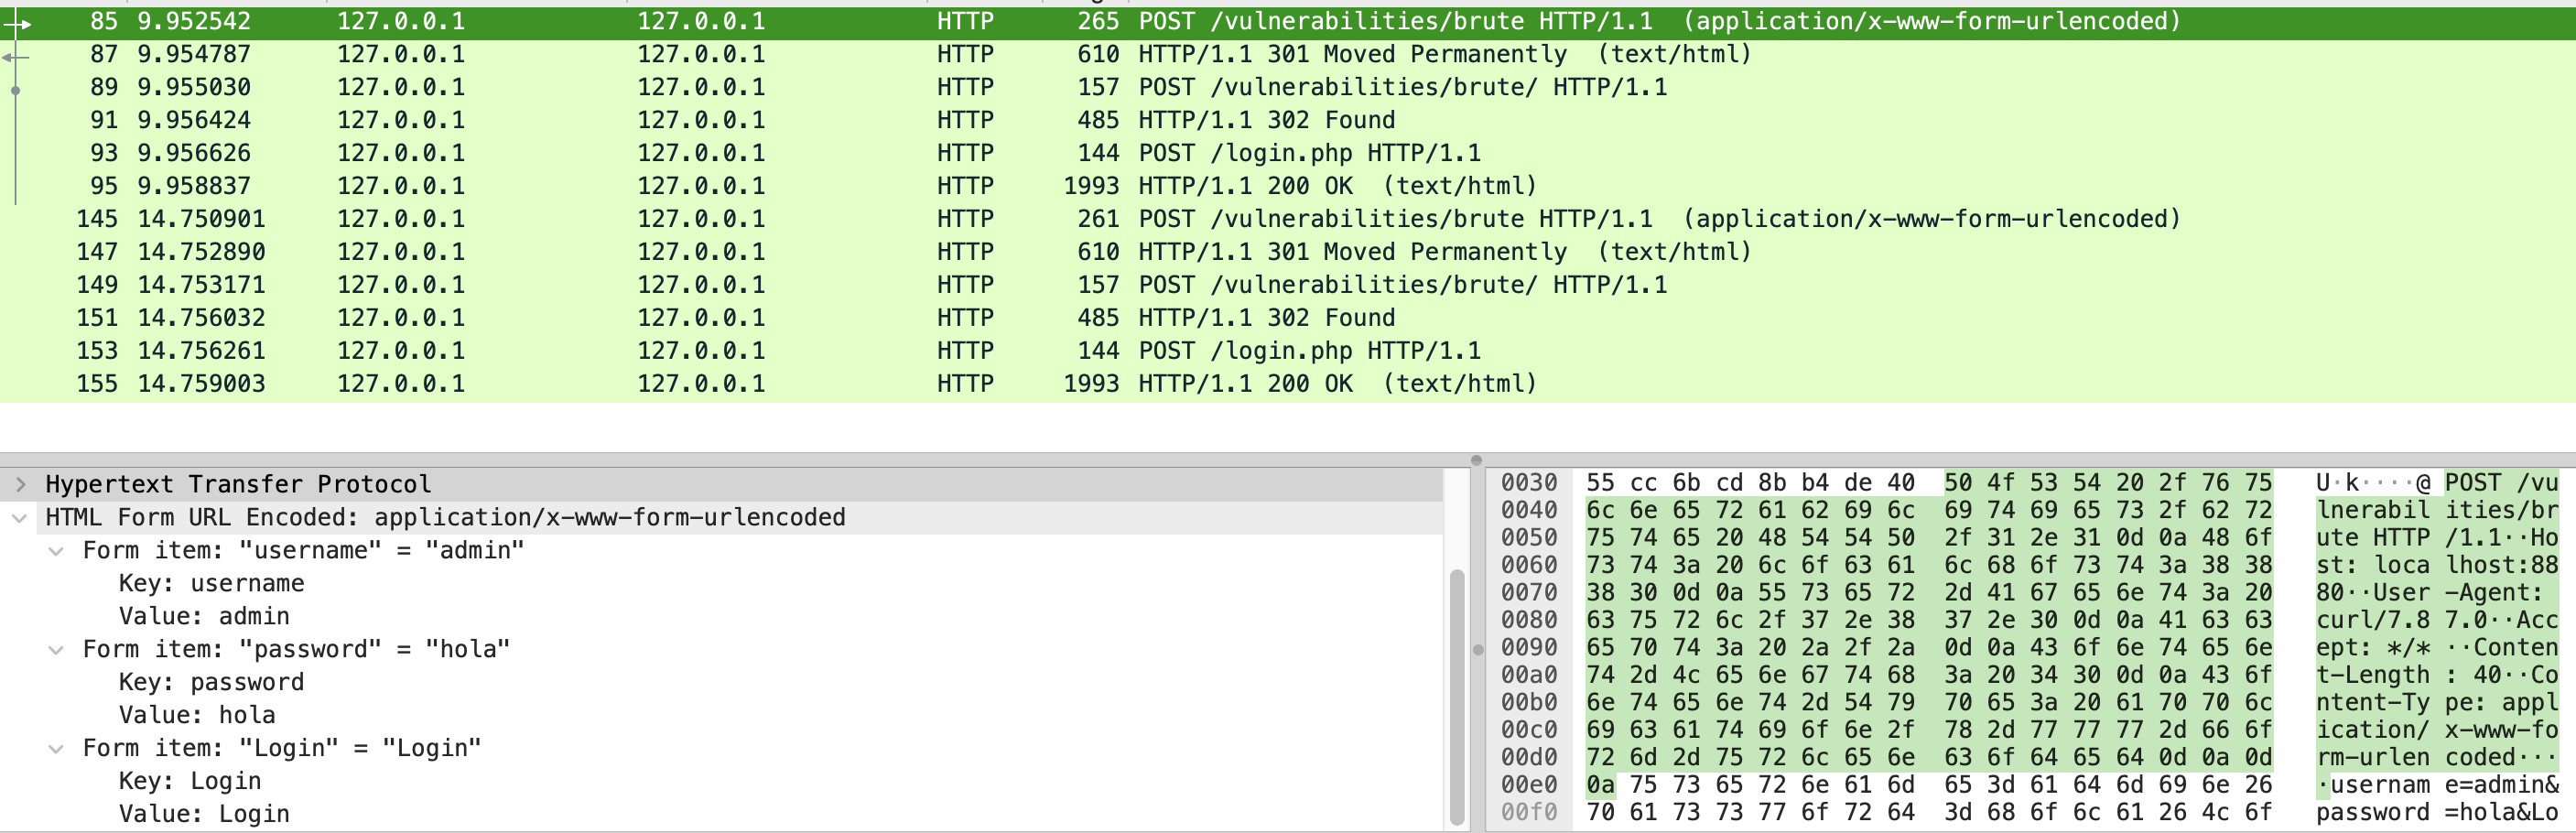 85 9.952542 127.0.0.1 127.0.0.1 HTTP 265 POST /vulnerabilities/brute HTTP/1.1 (application/x-www-form-urlencoded)
87 9.954787 127.0.0.1 127.0.0.1 HTTP 610 HTTP/1.1 301 Moved Permanently (text/html)
89 9.955030 127.0.0.1 127.0.0.1 HTTP 157 POST /vulnerabilities/brute/ HTTP/1.1
91 9.956424 127.0.0.1 127.0.0.1 HTTP 485 HTTP/1.1 302 Found
93 9.956626 127.0.0.1 127.0.0.1 HTTP 144 POST /login.php HTTP/1.1
95 9.958837 127.0.0.1 127.0.0.1 HTTP 1993 HTTP/1.1 200 OK (text/html)
145 14.750901 127.0.0.1 127.0.0.1 HTTP 261 POST /vulnerabilities/brute HTTP/1.1 (application/x-www-form-urlencoded)
147 14.752890 127.0.0.1 127.0.0.1 HTTP 610 HTTP/1.1 301 Moved Permanently (text/html)
149 14.753171 127.0.0.1 127.0.0.1 HTTP 157 POST /vulnerabilities/brute/ HTTP/1.1
151 14.756032 127.0.0.1 127.0.0.1 HTTP 485 HTTP/1.1 302 Found
153 14.756261 127.0.0.1 127.0.0.1 HTTP 144 POST /login.php HTTP/1.1
155 14.759003 127.0.0.1 127.0.0.1 HTTP 1993 HTTP/1.1 200 OK (text/html)
Hypertext Transfer Protocol
HTML Form URL Encoded: application/x-www-form-urlencoded
Form item: "username" = "admin"
Key: username
Value: admin
Form item: "password" = "hola"
Key: password
Value: hola
Form item: "Login" = "Login"
Key: Login
Value: Login
0030 55 cc 6b cd 8b b4 de 40 50 4f 53 54 20 2f 76 75 U·k····@ POST /vu
0040 6c 6e 65 72 61 62 69 6c 69 74 69 65 73 2f 62 72 lnerabil ities/br
0050 75 74 65 20 48 54 54 50 2f 31 2e 31 0d 0a 48 6f ute HTTP /1.1··Ho
0060 73 74 3a 20 6c 6f 63 61 6c 68 6f 73 74 3a 38 38 st: loca lhost:88
0070 38 30 0d 0a 55 73 65 72 2d 41 67 65 6e 74 3a 20 80··User -Agent:
0080 63 75 72 6c 2f 37 2e 38 37 2e 30 0d 0a 41 63 63 curl/7.8 7.0··Acc
0090 65 70 74 3a 20 2a 2f 2a 0d 0a 43 6f 6e 74 65 6e ept: */* ··Conten
00a0 74 2d 4c 65 6e 67 74 68 3a 20 34 30 0d 0a 43 6f t-Length : 40··Co
00b0 6e 74 65 6e 74 2d 54 79 70 65 3a 20 61 70 70 6c ntent-Ty pe: appl
00c0 69 63 61 74 69 6f 6e 2f 78 2d 77 77 77 2d 66 6f ication/ x-www-fo
00d0 72 6d 2d 75 72 6c 65 6e 63 6f 64 65 64 0d 0a 0d rm-urlen coded···
00e0 0a 75 73 65 72 6e 61 6d 65 3d 61 64 6d 69 6e 26 ·usernam e=admin&
00f0 70 61 73 73 77 6f 72 64 3d 68 6f 6c 61 26 4c 6f password =hola&Lo